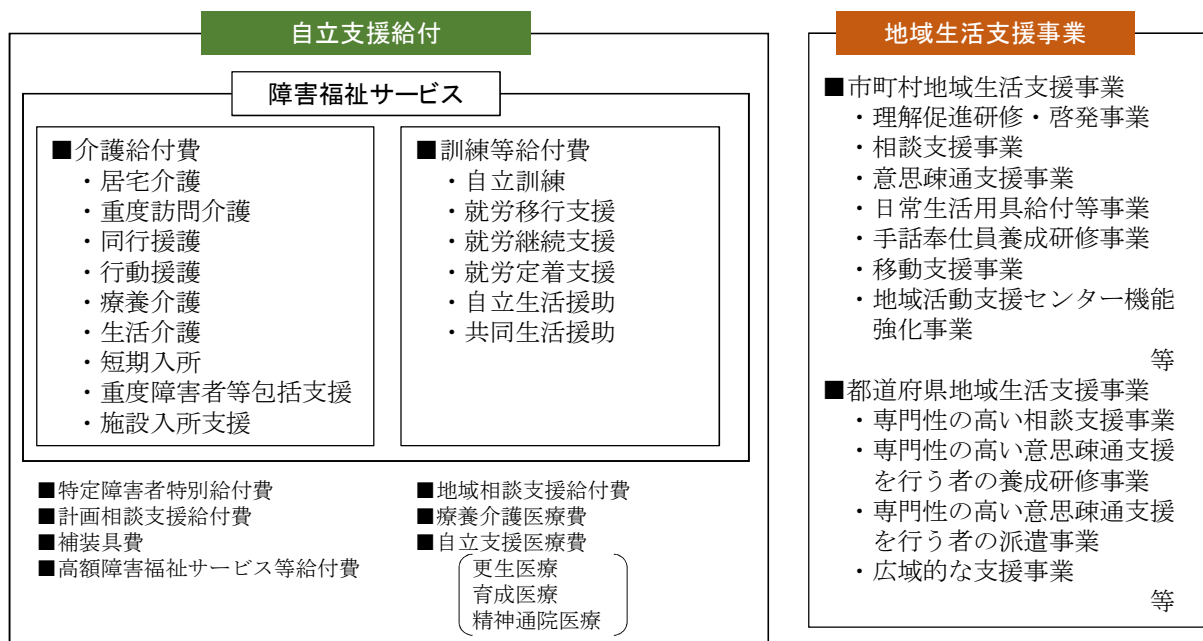 自立支援給付
障害福祉サービス
■介護給付費
・居宅介護
・重度訪問介護
・同行援護
・行動援護
・療養介護
・生活介護
・短期入所
・重度障害者等包括支援
・施設入所支援
■訓練等給付費
・自立訓練
・就労移行支援
・就労継続支援
・就労定着支援
・自立生活援助
・共同生活援助
■特定障害者特別給付費
■計画相談支援給付費
■補装具費
■高額障害福祉サービス等給付費
■地域相談支援給付費
■療養介護医療費
■自立支援医療費
更生医療
育成医療
精神通院医療
地域生活支援事業
■市町村地域生活支援事業
・理解促進研修・啓発事業
・相談支援事業
・意思疎通支援事業
・日常生活用具給付等事業
・手話奉仕員養成研修事業
・移動支援事業
・地域活動支援センター機能
強化事業
等
■都道府県地域生活支援事業
・専門性の高い相談支援事業
・専門性の高い意思疎通支援
を行う者の養成研修事業
・専門性の高い意思疎通支援
を行う者の派遣事業
・広域的な支援事業
等